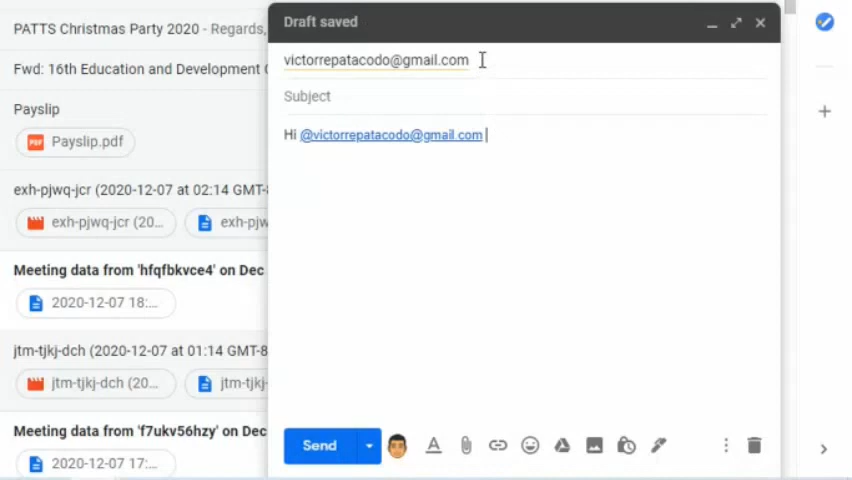 PATTS Christmas Party 2020 - Regards,
Fwd: 16th Education and Development
Payslip
PDF Payslip.pdf
exh-pjwq-jcr (2020-12-07 at 02:14 GMT-
exh-pjwq-jcr (20... exh-pjw
Meeting data from 'hfqfbkvce4' on Dec
2020-12-07 18:...
jtm-tjkj-dch (2020-12-07 at 01:14 GMT-8
jtm-tjkj-dch (20... jtm-tjkj-
Meeting data from 'f7ukv56hzy' on Dec
2020-12-07 17:...
Draft saved
victorrepatacodo@gmail.com
Subject
Hi @victorrepatacodo@gmail.com
Send